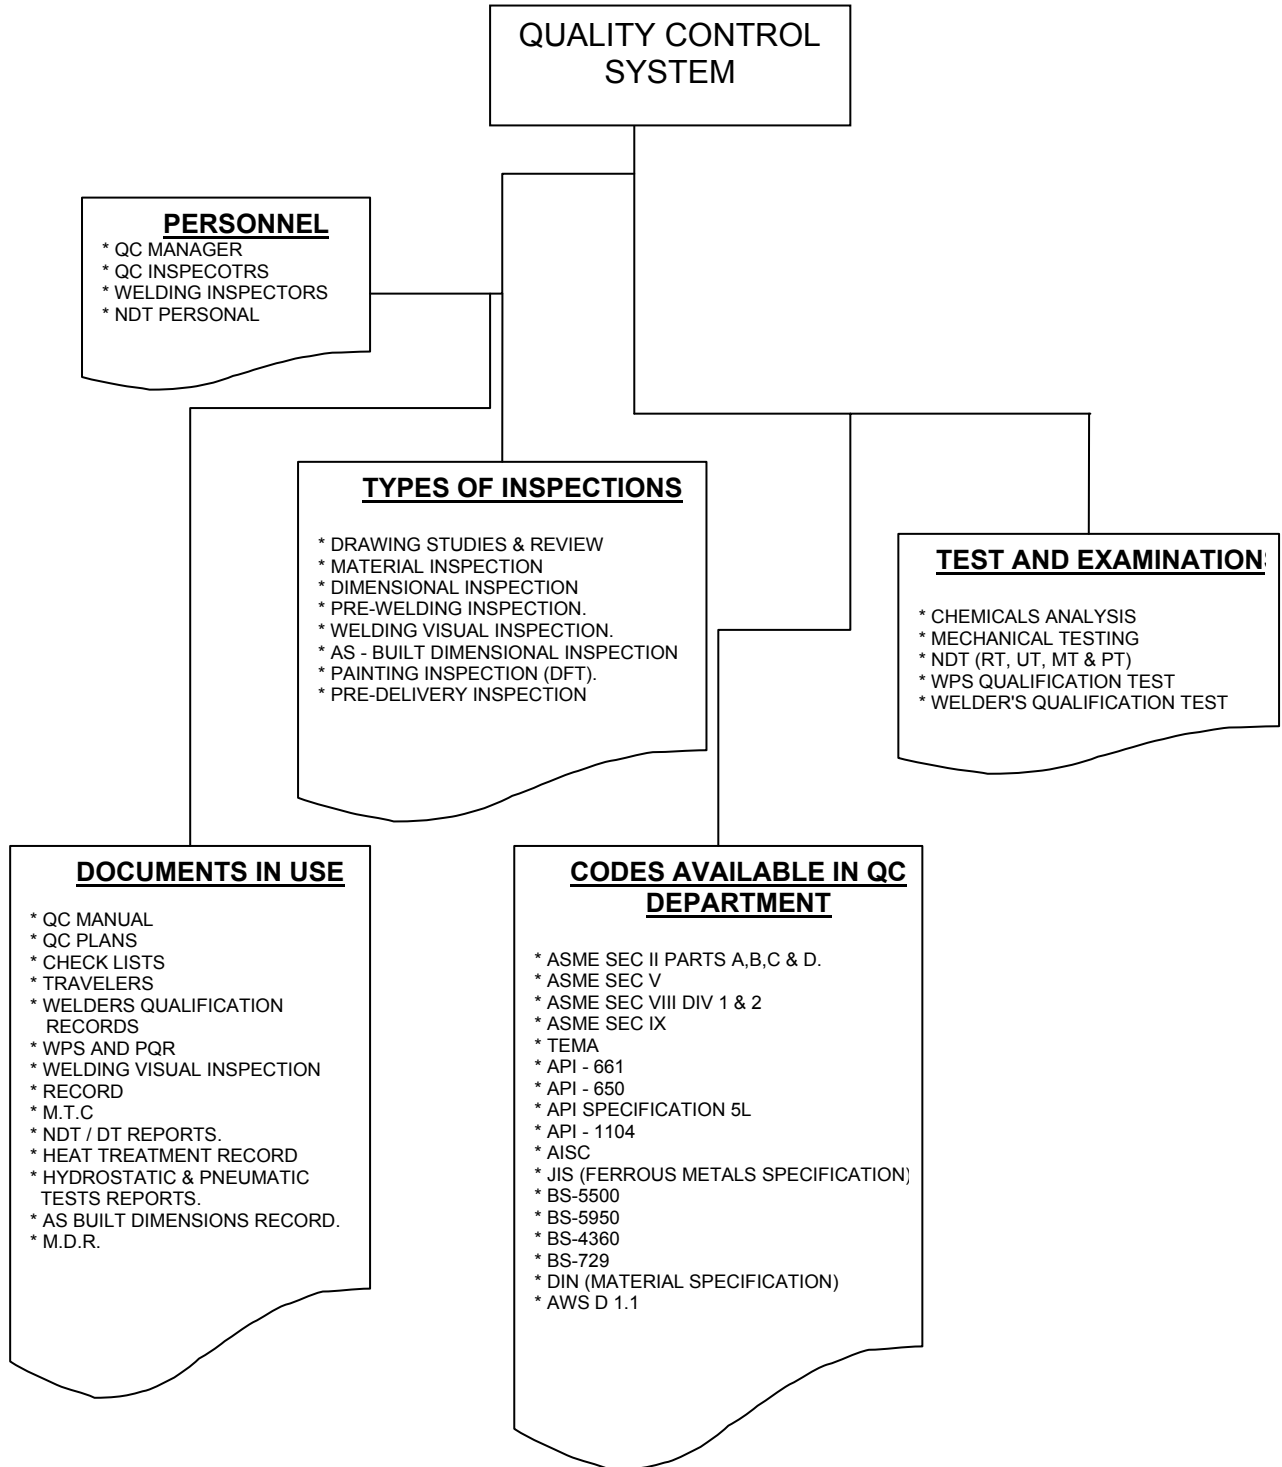 QUALITY CONTROL
SYSTEM
PERSONNEL
* QC MANAGER
* QC INSPECOTRS
* WELDING INSPECTORS
* NDT PERSONAL
TYPES OF INSPECTIONS
* DRAWING STUDIES & REVIEW
* MATERIAL INSPECTION
* DIMENSIONAL INSPECTION
* PRE-WELDING INSPECTION.
* WELDING VISUAL INSPECTION.
* AS - BUILT DIMENSIONAL INSPECTION
* PAINTING INSPECTION (DFT).
* PRE-DELIVERY INSPECTION
TEST AND EXAMINATION
* CHEMICALS ANALYSIS
* MECHANICAL TESTING
* NDT (RT, UT, MT & PT)
* WPS QUALIFICATION TEST
* WELDER'S QUALIFICATION TEST
DOCUMENTS IN USE
* QC MANUAL
* QC PLANS
* CHECK LISTS
* TRAVELERS
* WELDERS QUALIFICATION
RECORDS
* WPS AND PQR
* WELDING VISUAL INSPECTION
* RECORD
* M.T.C
* NDT / DT REPORTS.
* HEAT TREATMENT RECORD
* HYDROSTATIC & PNEUMATIC
TESTS REPORTS.
* AS BUILT DIMENSIONS RECORD.
* M.D.R.
CODES AVAILABLE IN QC
DEPARTMENT
* ASME SEC II PARTS A,B,C & D.
* ASME SEC V
* ASME SEC VIII DIV 1 & 2
* ASME SEC IX
* TEMA
* API - 661
* API - 650
* API SPECIFICATION 5L
* API - 1104
* AISC
* JIS (FERROUS METALS SPECIFICATION)
* BS-5500
* BS-5950
* BS-4360
* BS-729
* DIN (MATERIAL SPECIFICATION)
* AWS D 1.1